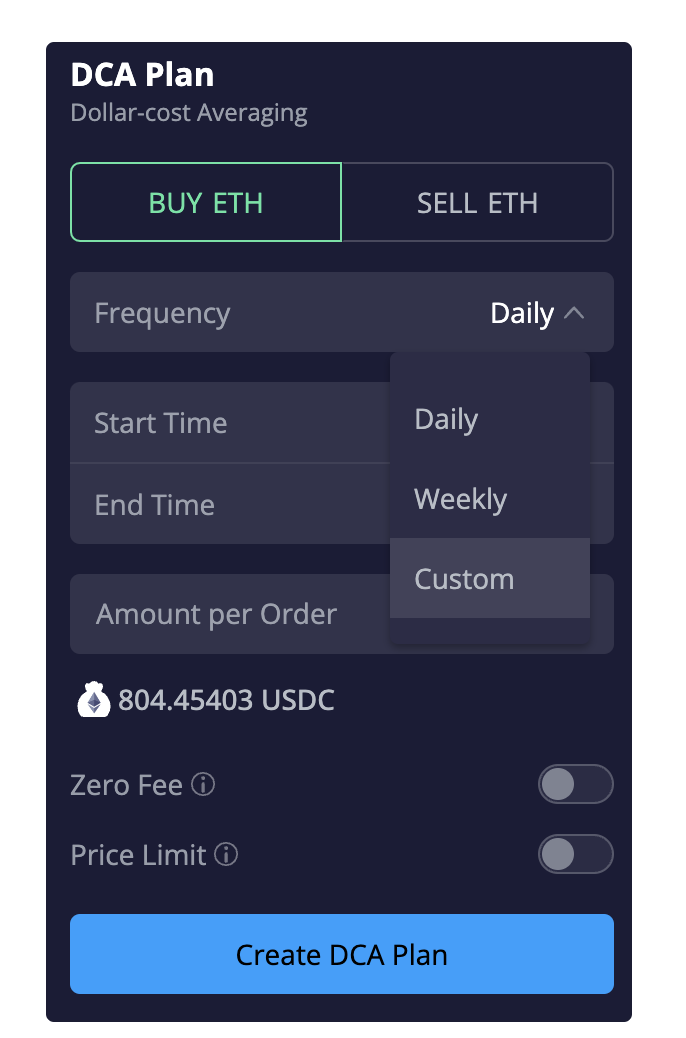 DCA Plan
Dollar-cost Averaging
BUY ETH
SELL ETH
Frequency
Daily
Daily
Start Time
Weekly
End Time
Custom
Amount per Order
804.45403 USDC
Zero Fee
Price Limit
Create DCA Plan